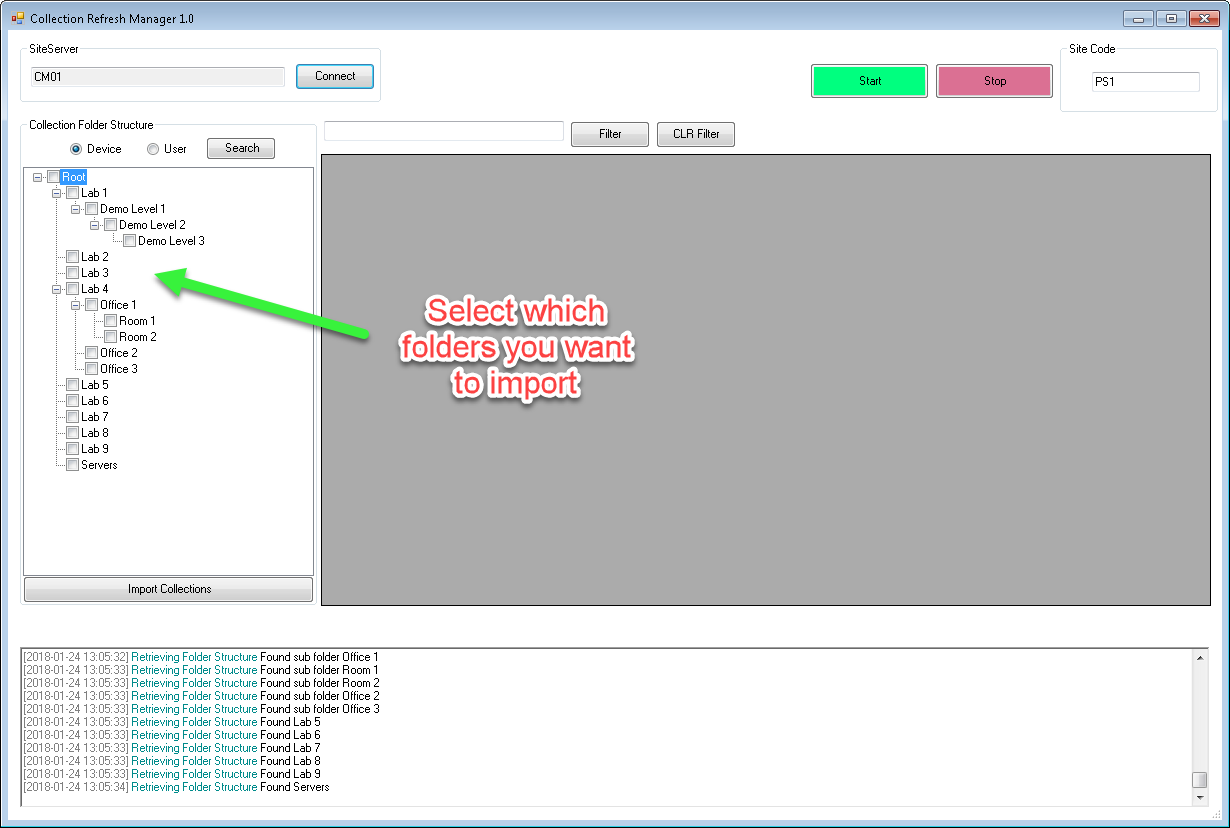 Collection Refresh Manager 1.0
SiteServer
CM01
Connect
Start
Stop
Site Code
PS1
Collection Folder Structure
Device
User
Search
Filter
CLR Filter
Root
Lab 1
Demo Level 1
Demo Level 2
Demo Level 3
Lab 2
Lab 3
Lab 4
Office 1
Room 1
Room 2
Office 2
Office 3
Lab 5
Lab 6
Lab 7
Lab 8
Lab 9
Servers
Select which
folders you want
to import
Import Collections
[2018-01-24 13:05:32] Retrieving Folder Structure Found sub folder Office 1
[2018-01-24 13:05:33] Retrieving Folder Structure Found sub folder Room 1
[2018-01-24 13:05:33] Retrieving Folder Structure Found sub folder Room 2
[2018-01-24 13:05:33] Retrieving Folder Structure Found sub folder Office 2
[2018-01-24 13:05:33] Retrieving Folder Structure Found sub folder Office 3
[2018-01-24 13:05:33] Retrieving Folder Structure Found Lab 5
[2018-01-24 13:05:33] Retrieving Folder Structure Found Lab 6
[2018-01-24 13:05:33] Retrieving Folder Structure Found Lab 7
[2018-01-24 13:05:33] Retrieving Folder Structure Found Lab 8
[2018-01-24 13:05:33] Retrieving Folder Structure Found Lab 9
[2018-01-24 13:05:34] Retrieving Folder Structure Found Servers